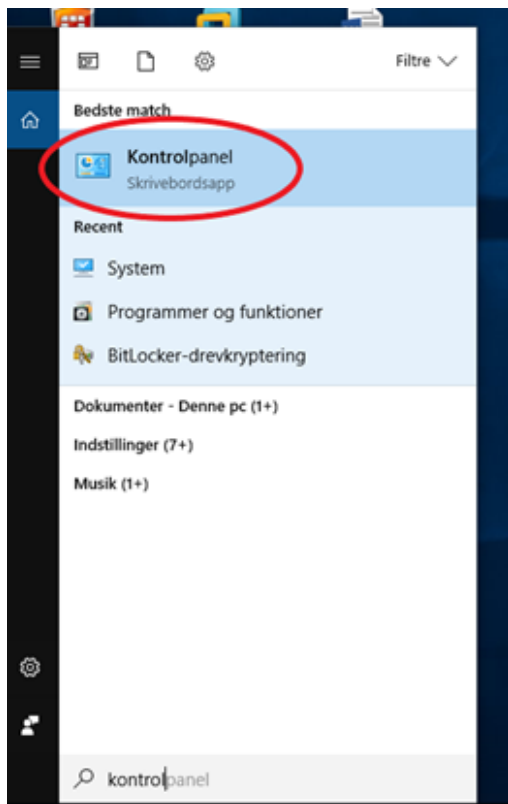 Filtre
Bedste match
Kontrolpanel
Skrivebordsapp
Recent
System
Programmer og funktioner
BitLocker-drevkryptering
Dokumenter - Denne pc (1+)
Indstillinger (7+)
Musik (1+)
kontrolpanel